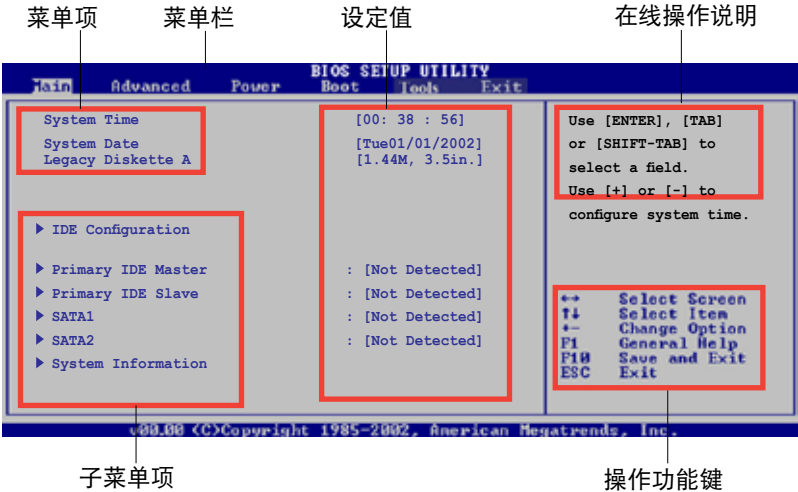 菜单项 菜单栏 设定值 在线操作说明
BIOS SETUP UTILITY
Main Advanced Power Boot Tools Exit
System Time [00: 38 : 56]
System Date [Tue01/01/2002]
Legacy Diskette A [1.44M, 3.5in.]
IDE Configuration
Primary IDE Master : [Not Detected]
Primary IDE Slave : [Not Detected]
SATA1 : [Not Detected]
SATA2 : [Not Detected]
System Information
Use [ENTER], [TAB]
or [SHIFT-TAB] to
select a field.
Use [+] or [-] to
configure system time.
←→ Select Screen
↑↓ Select Item
+- Change Option
F1 General Help
F10 Save and Exit
ESC Exit
v00.00 (C)Copyright 1985-2002, American Megatrends, Inc.
子菜单项 操作功能键